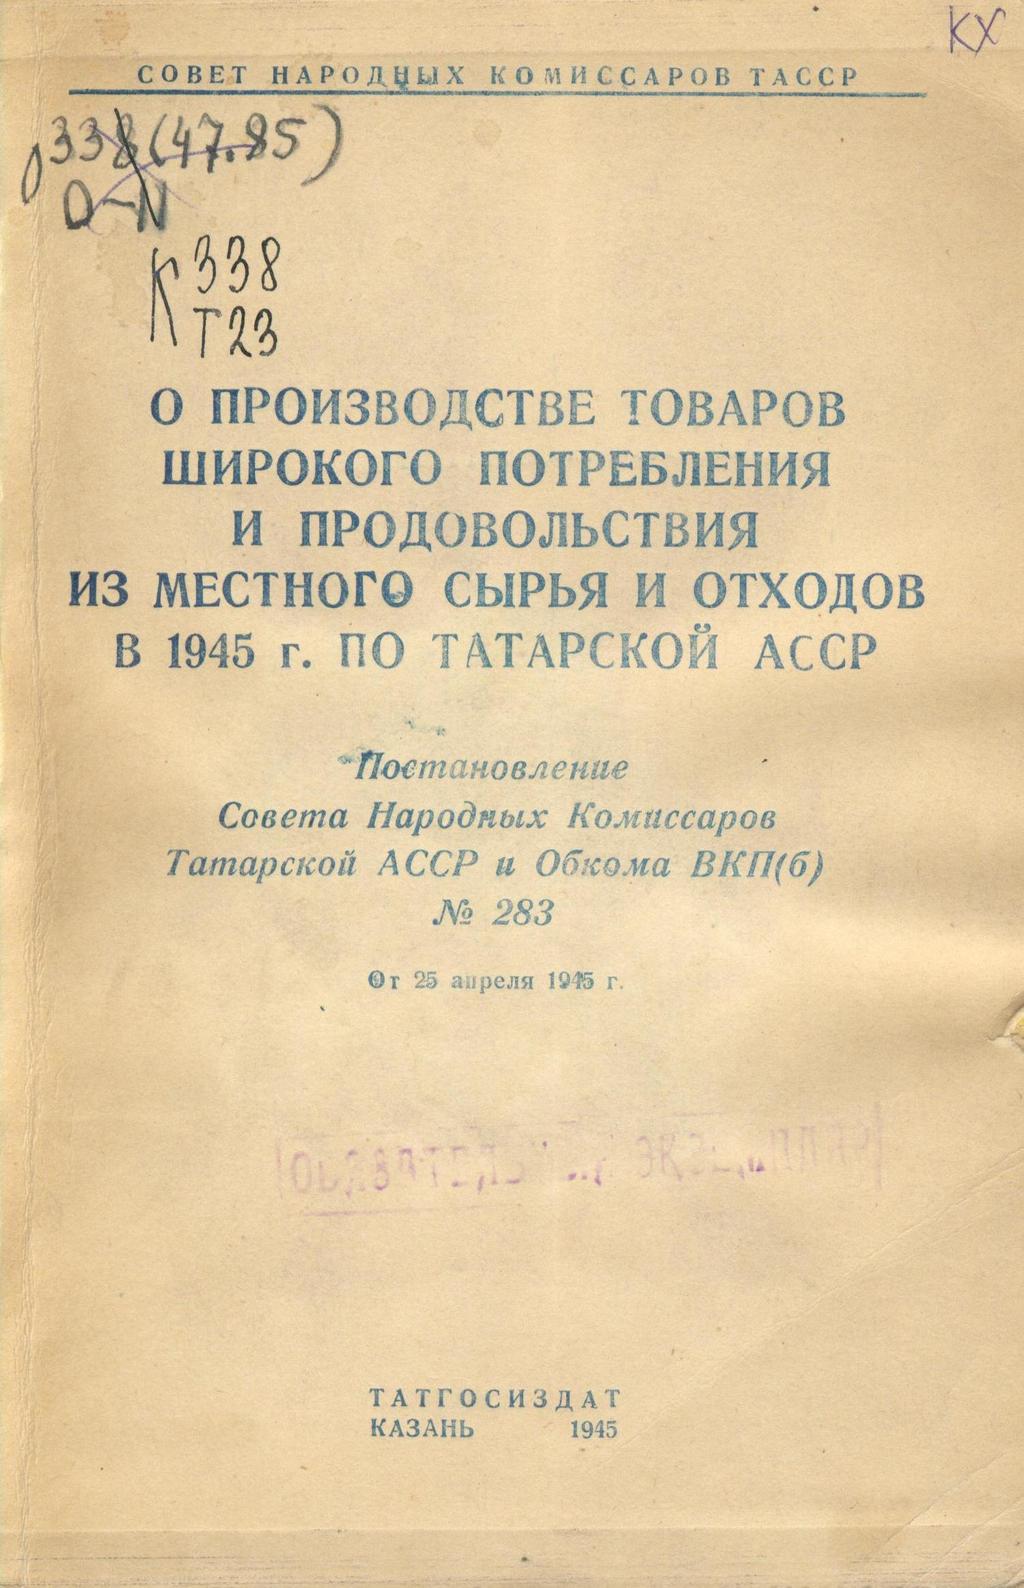 КХ
СОВЕТ НАРОДНЫХ КОМИССАРОВ ТАССР
338(47.85)
О-11
К 338
Т23
О ПРОИЗВОДСТВЕ ТОВАРОВ
ШИРОКОГО ПОТРЕБЛЕНИЯ
И ПРОДОВОЛЬСТВИЯ
ИЗ МЕСТНОГО СЫРЬЯ И ОТХОДОВ
В 1945 г. ПО ТАТАРСКОЙ АССР
Постановление
Совета Народных Комиссаров
Татарской АССР и Обкома ВКП(б)
№ 283
От 25 апреля 1945 г.
ТАТГОСИЗДАТ
КАЗАНЬ 1945